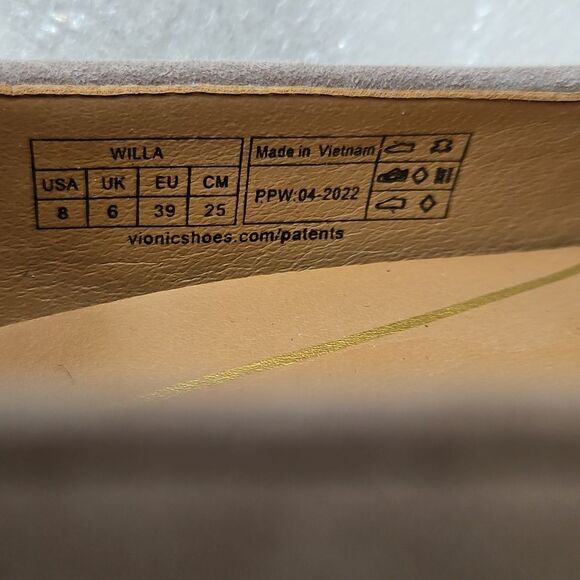 WILLA
USA UK EU CM
8 6 39 25
Made in Vietnam
PPW:04-2022
vionicshoes.com/patents